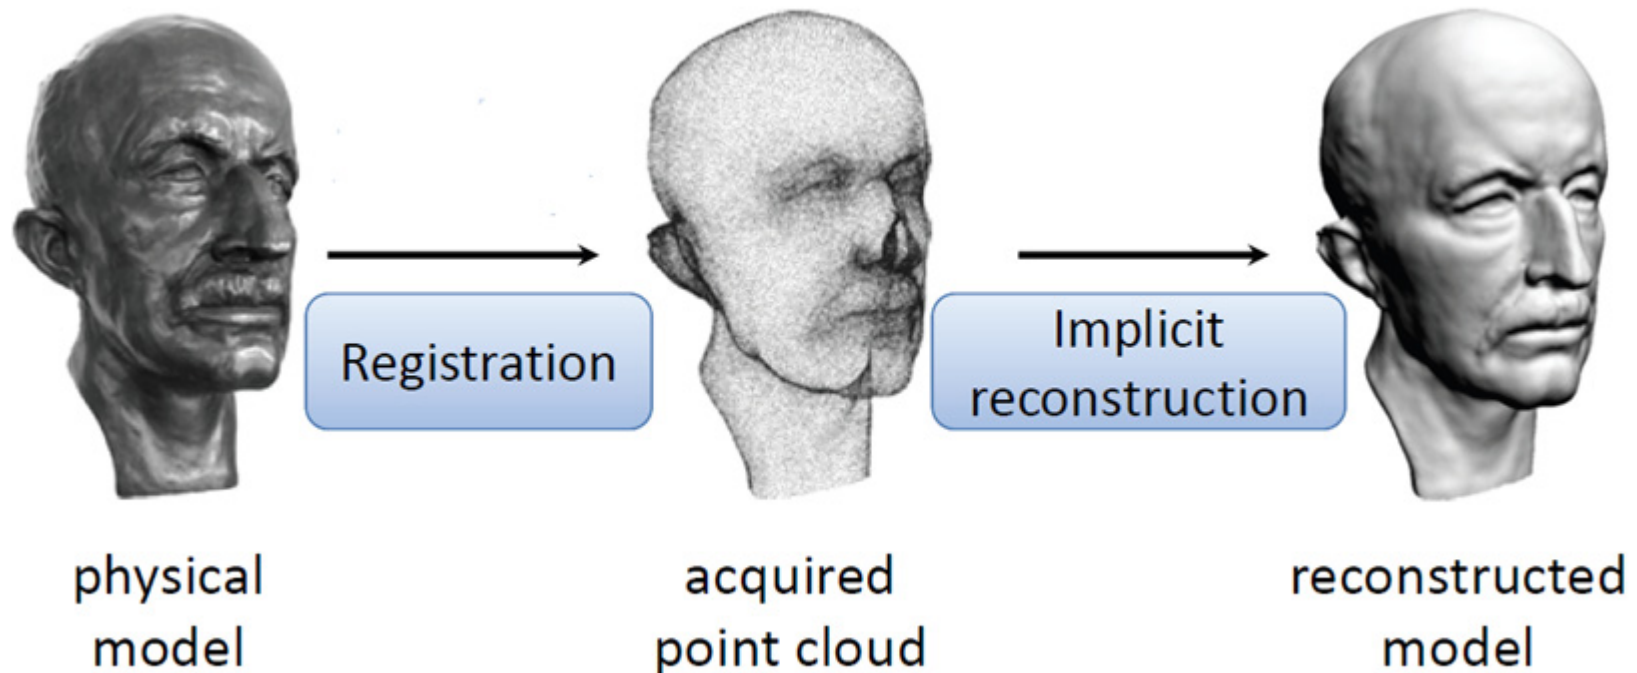 Registration
Implicit
reconstruction
physical
model
acquired
point cloud
reconstructed
model